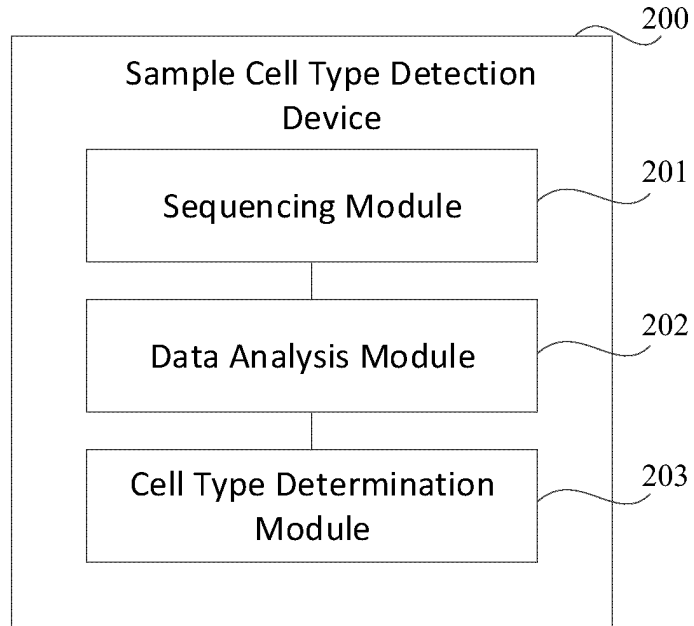 200
Sample Cell Type Detection
Device
201
Sequencing Module
202
Data Analysis Module
203
Cell Type Determination
Module